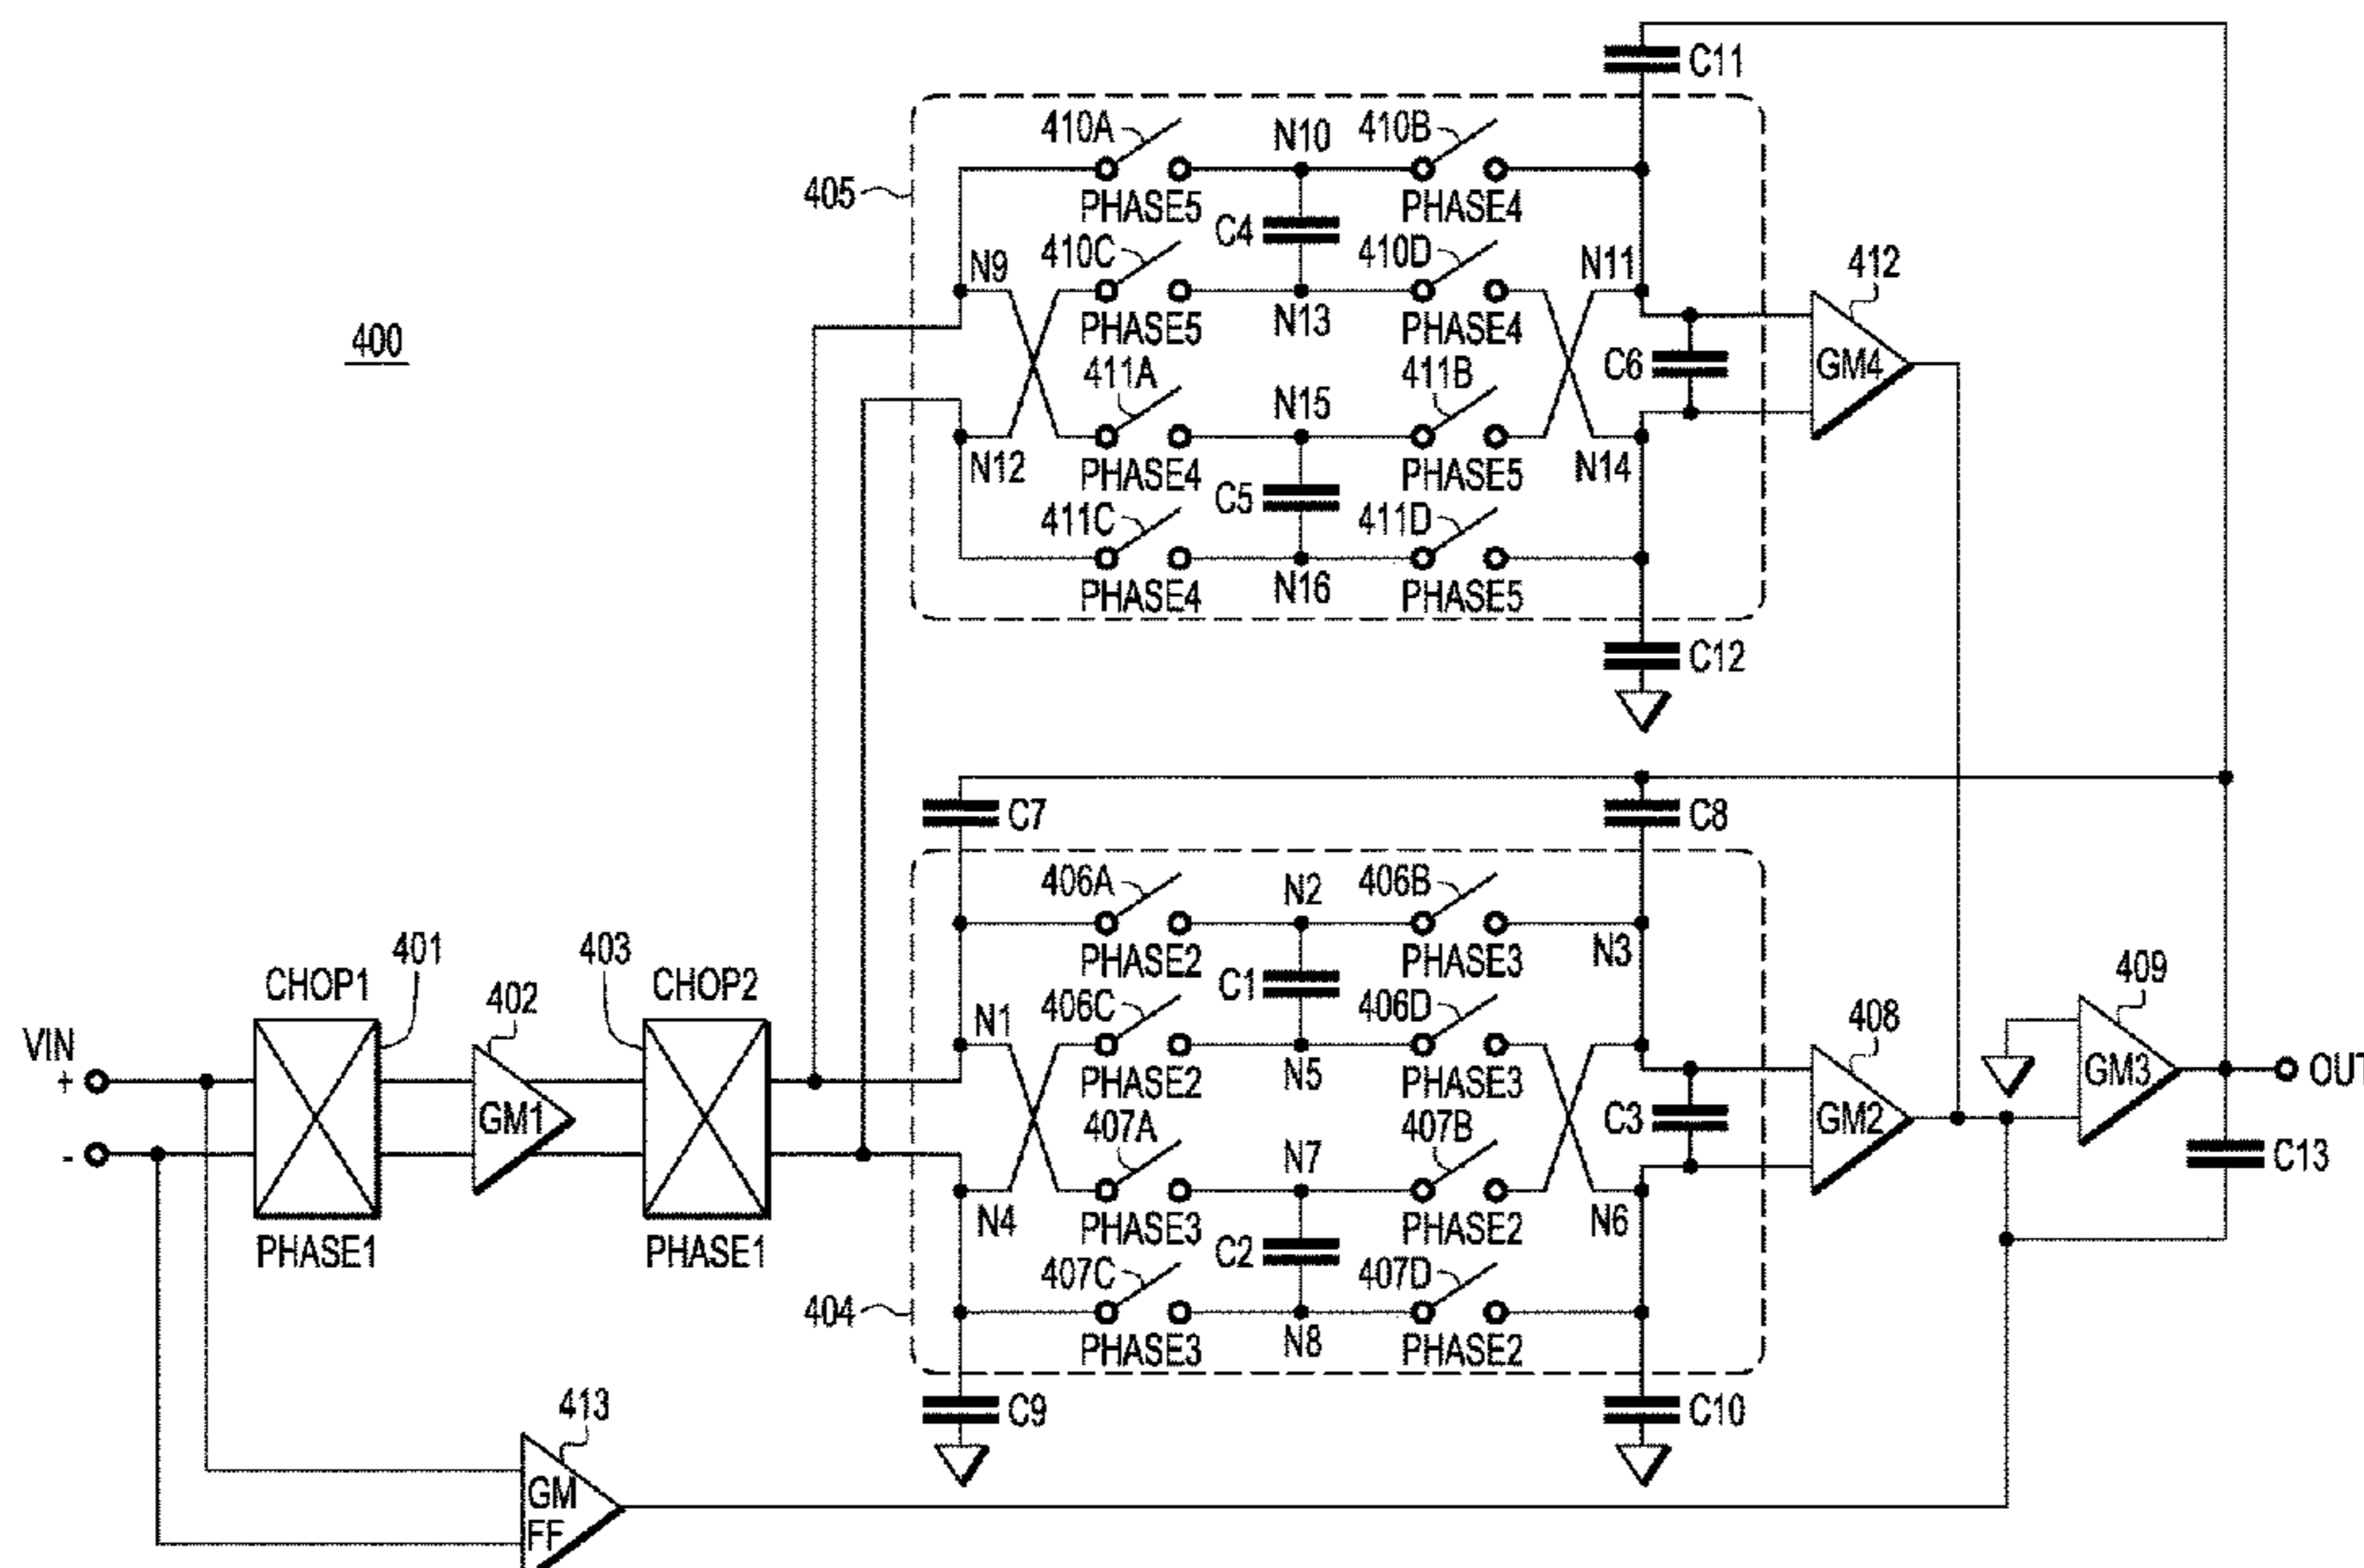 400
C11
405
410A
N10
410B
PHASE5
C4
PHASE4
N9
410C
410D
N11
412
PHASE5
N13
PHASE4
C6
GM4
411A
N15
411B
N12
PHASE4
C5
PHASE5
N14
411C
411D
PHASE4
N16
PHASE5
C12
C7
C8
406A
N2
406B
PHASE2
C1
PHASE3
N3
401
CHOP1
402
403
CHOP2
N1
406C
406D
409
408
VIN
+
-
GM1
PHASE2
N5
PHASE3
C3
GM2
GM3
OUT
407A
N7
407B
C13
PHASE1
PHASE1
N4
PHASE3
C2
PHASE2
N6
404
407C
407D
PHASE3
N8
PHASE2
C9
C10
413
GM
FF